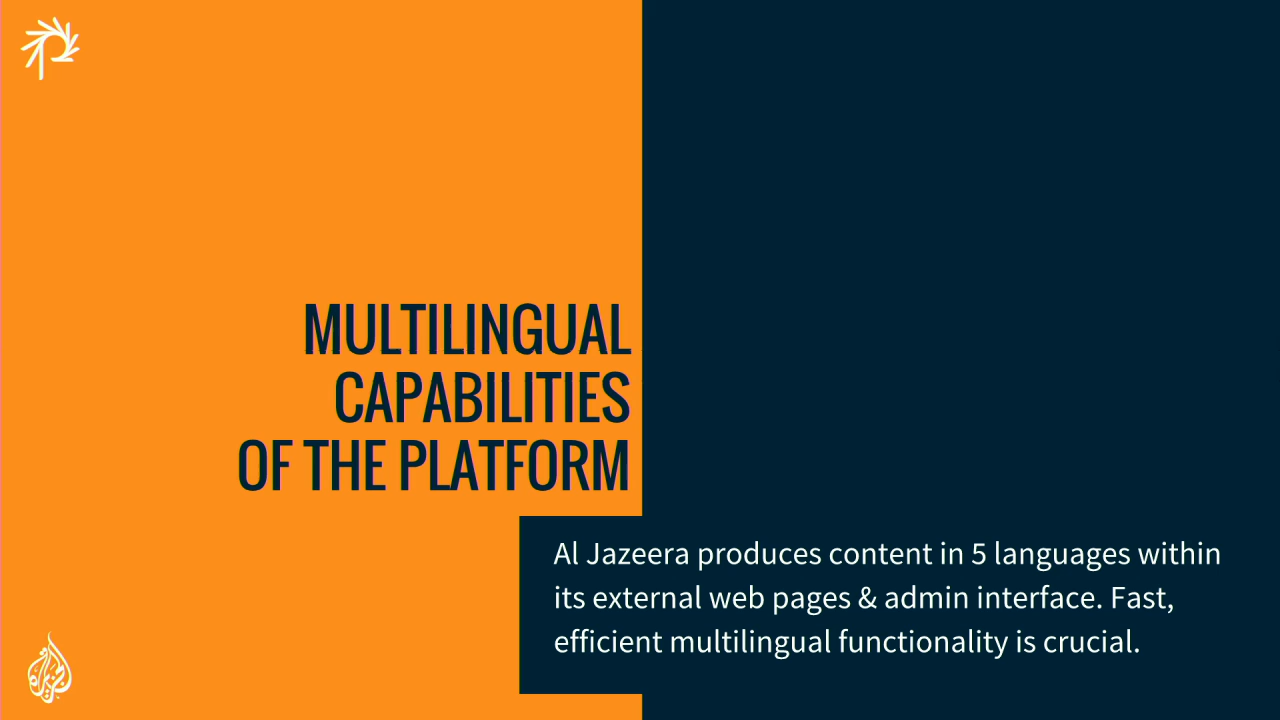 MULTILINGUAL
CAPABILITIES
OF THE PLATFORM
Al Jazeera produces content in 5 languages within
its external web pages & admin interface. Fast,
efficient multilingual functionality is crucial.
الجزيرة